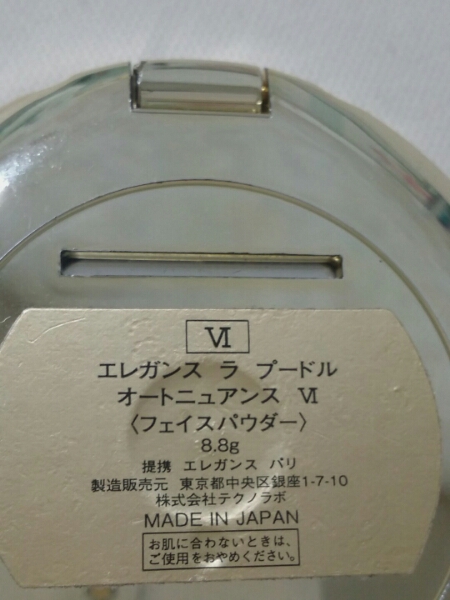 Ⅵ
エレガンス ラ プードル
オートニュアンス Ⅵ
〈フェイスパウダー〉
8.8g
提携 エレガンス パリ
製造販売元 東京都中央区銀座1-7-10
株式会社テクノラボ
MADE IN JAPAN
お肌に合わないときは、
ご使用をおやめください。